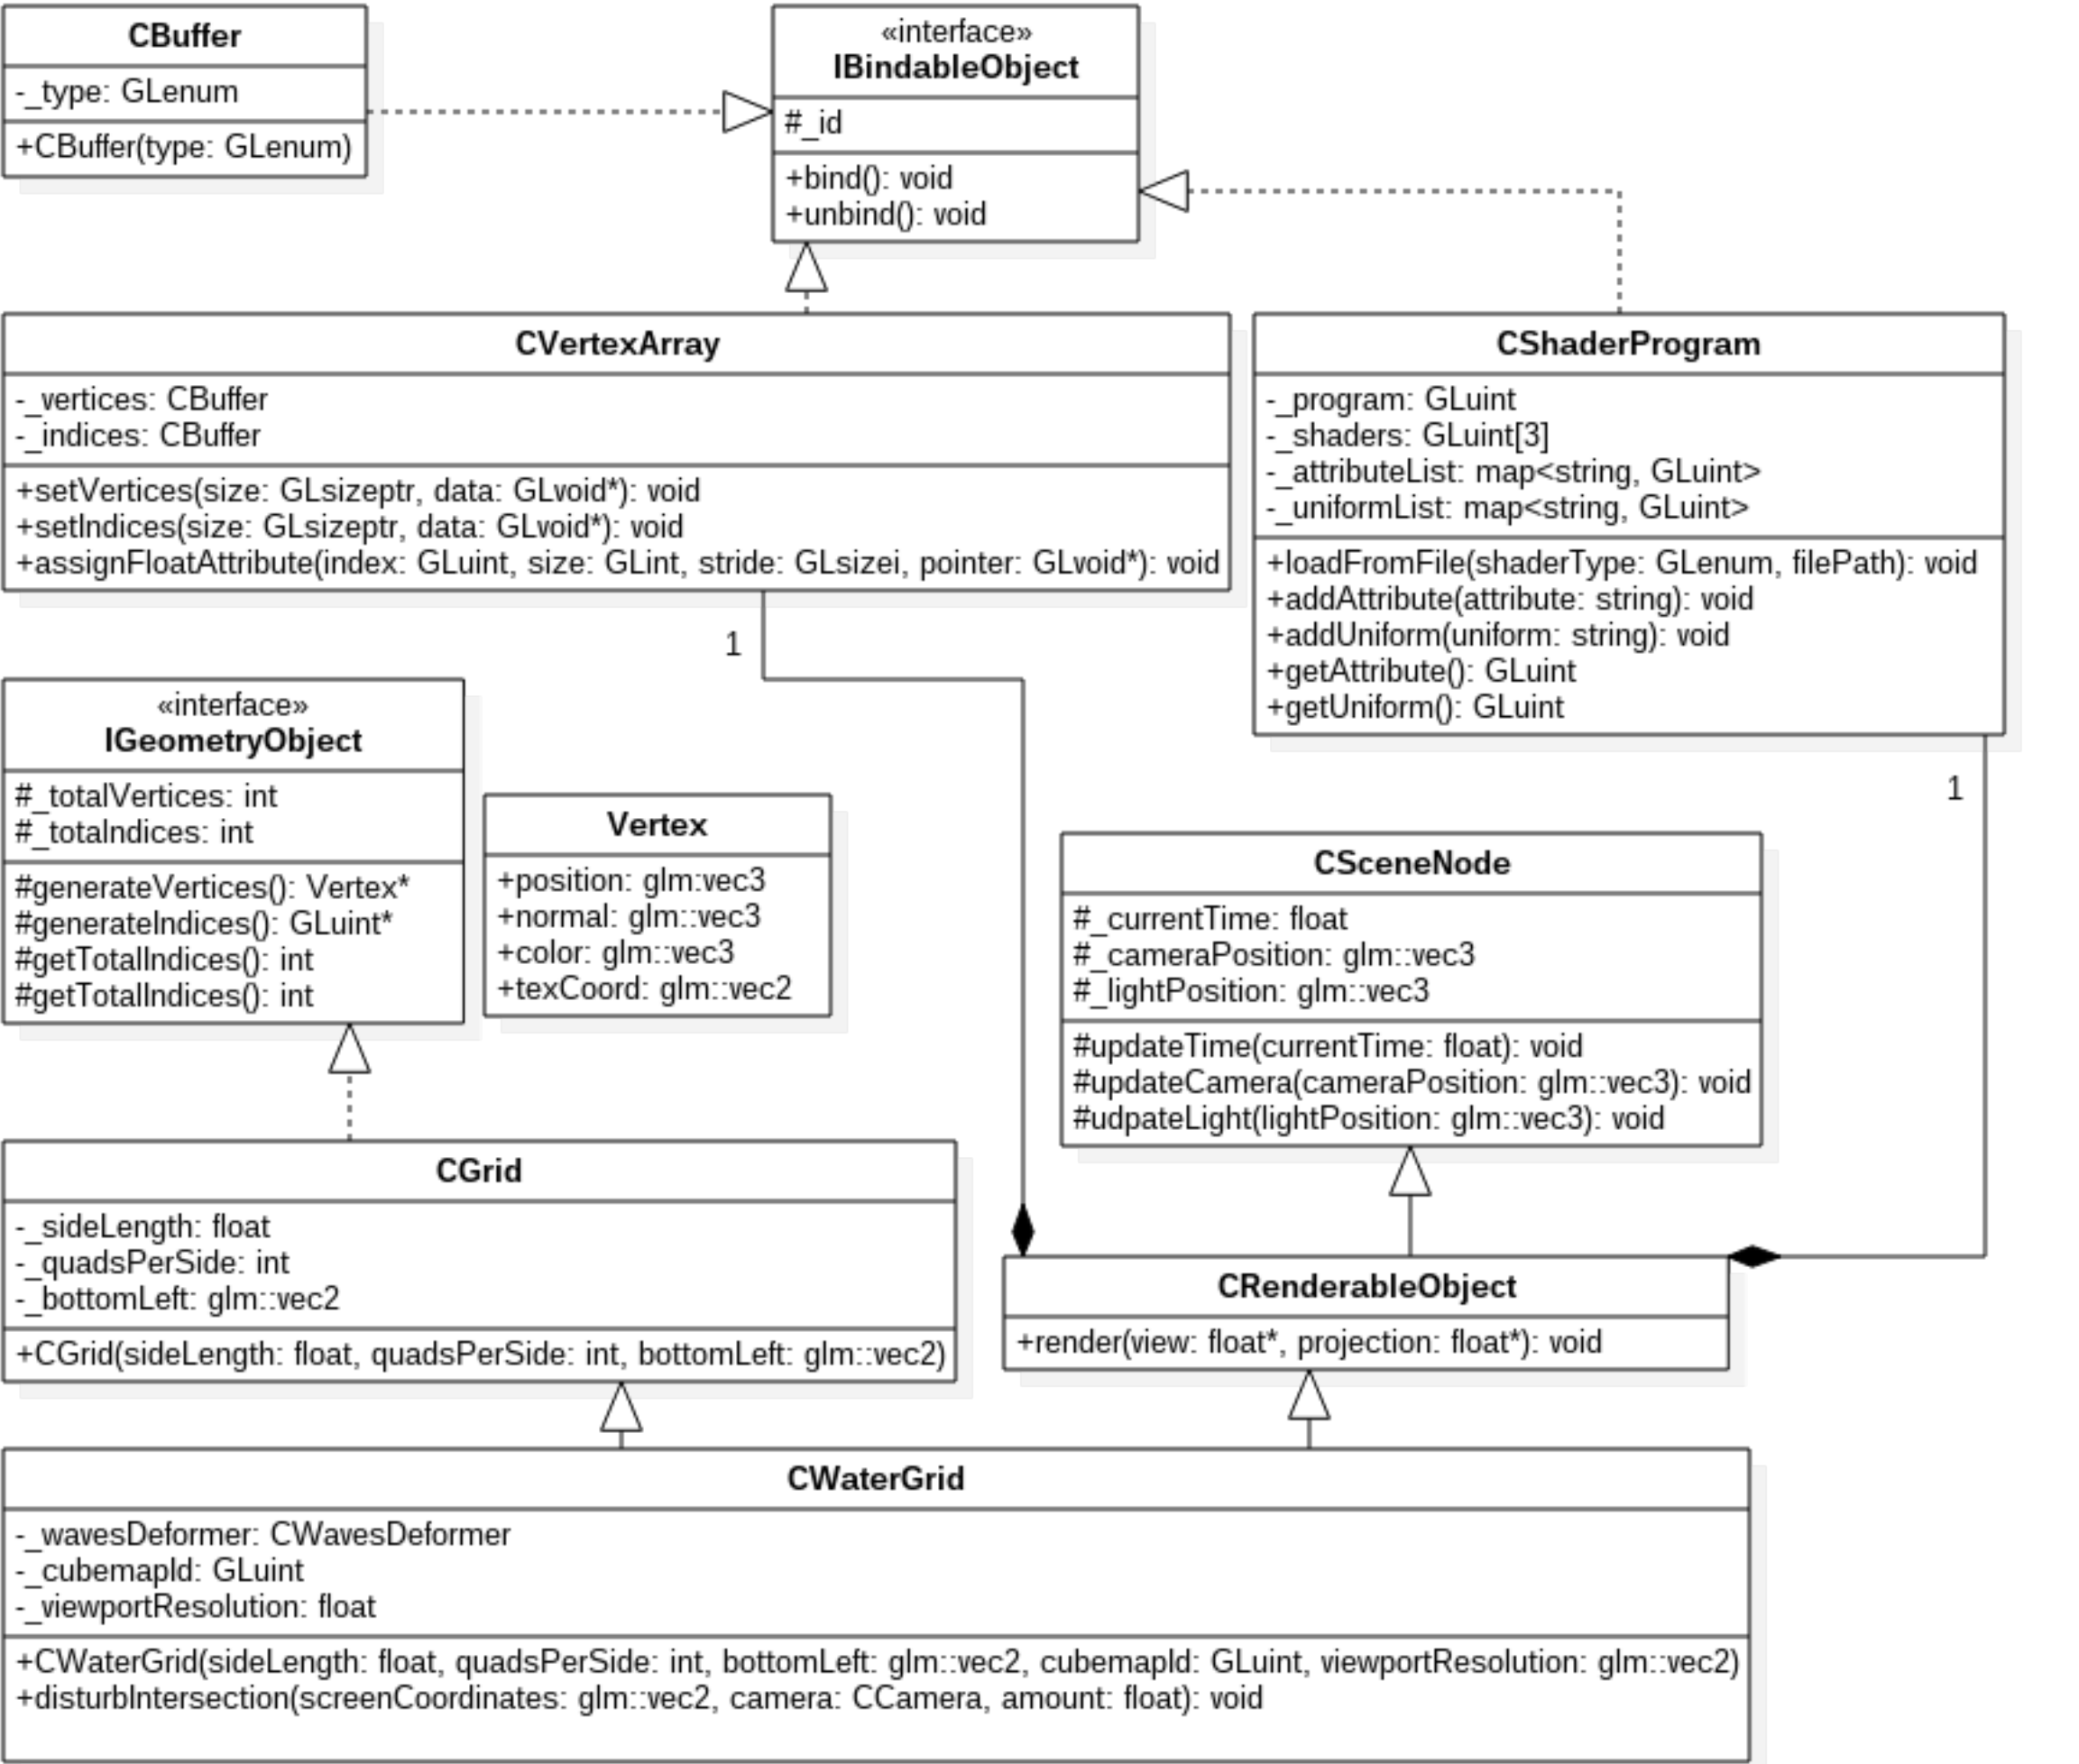 CBuffer
-_type: GLenum
+CBuffer(type: GLenum)
«interface»
IBindableObject
#_id
+bind(): void
+unbind(): void
CVertexArray
-_vertices: CBuffer
-_indices: CBuffer
+setVertices(size: GLsizeptr, data: GLvoid*): void
+setIndices(size: GLsizeptr, data: GLvoid*): void
+assignFloatAttribute(index: GLuint, size: GLint, stride: GLsizei, pointer: GLvoid*): void
1
CShaderProgram
-_program: GLuint
-_shaders: GLuint[3]
-_attributeList: map<string, GLuint>
-_uniformList: map<string, GLuint>
+loadFromFile(shaderType: GLenum, filePath): void
+addAttribute(attribute: string): void
+addUniform(uniform: string): void
+getAttribute(): GLuint
+getUniform(): GLuint
1
«interface»
IGeometryObject
#_totalVertices: int
#_totalndices: int
#generateVertices(): Vertex*
#generateIndices(): GLuint*
#getTotalIndices(): int
#getTotalIndices(): int
Vertex
+position: glm:vec3
+normal: glm::vec3
+color: glm::vec3
+texCoord: glm::vec2
CSceneNode
#_currentTime: float
#_cameraPosition: glm::vec3
#_lightPosition: glm::vec3
#updateTime(currentTime: float): void
#updateCamera(cameraPosition: glm::vec3): void
#udpateLight(lightPosition: glm::vec3): void
CGrid
-_sideLength: float
-_quadsPerSide: int
-_bottomLeft: glm::vec2
+CGrid(sideLength: float, quadsPerSide: int, bottomLeft: glm::vec2)
CRenderableObject
+render(view: float*, projection: float*): void
CWaterGrid
-_wavesDeformer: CWavesDeformer
-_cubemapId: GLuint
-_viewportResolution: float
+CWaterGrid(sideLength: float, quadsPerSide: int, bottomLeft: glm::vec2, cubemapId: GLuint, viewportResolution: glm::vec2)
+disturbIntersection(screenCoordinates: glm::vec2, camera: CCamera, amount: float): void